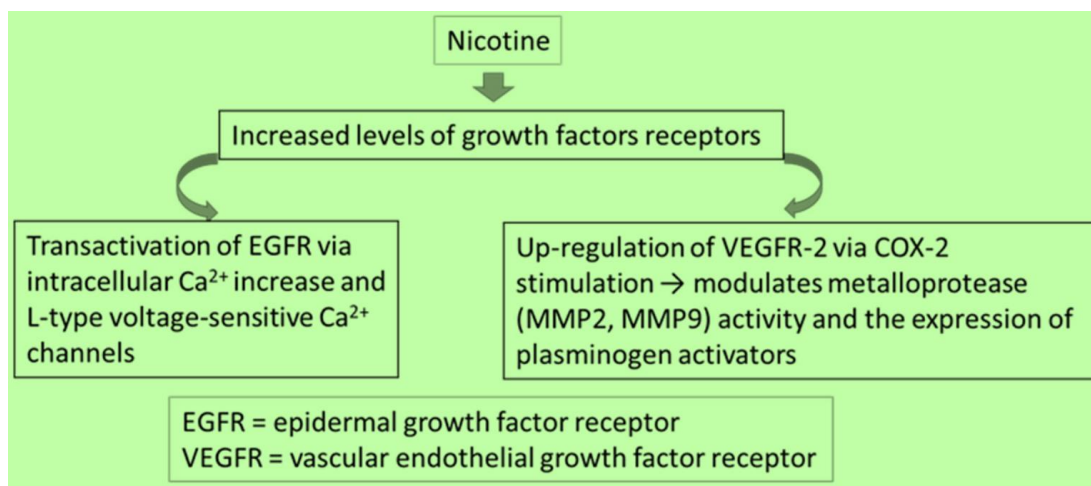 Nicotine
Increased levels of growth factors receptors
Transactivation of EGFR via
intracellular Ca²⁺ increase and
L-type voltage-sensitive Ca²⁺
channels
Up-regulation of VEGFR-2 via COX-2
stimulation → modulates metalloprotease
(MMP2, MMP9) activity and the expression of
plasminogen activators
EGFR = epidermal growth factor receptor
VEGFR = vascular endothelial growth factor receptor